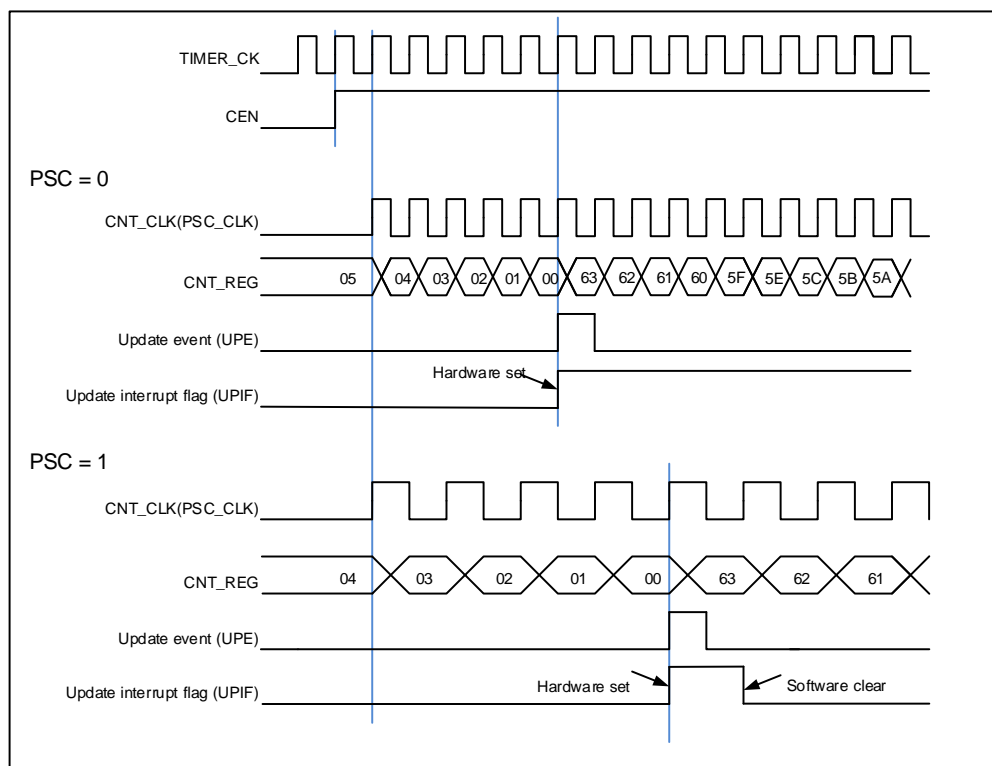 TIMER_CK
CEN
PSC = 0
CNT_CLK(PSC_CLK)
CNT_REG 05 04 03 02 01 00 63 62 61 60 5F 5E 5C 5B 5A
Update event (UPE)
Hardware set
Update interrupt flag (UPIF)
PSC = 1
CNT_CLK(PSC_CLK)
CNT_REG 04 03 02 01 00 63 62 61
Update event (UPE)
Update interrupt flag (UPIF) Hardware set Software clear